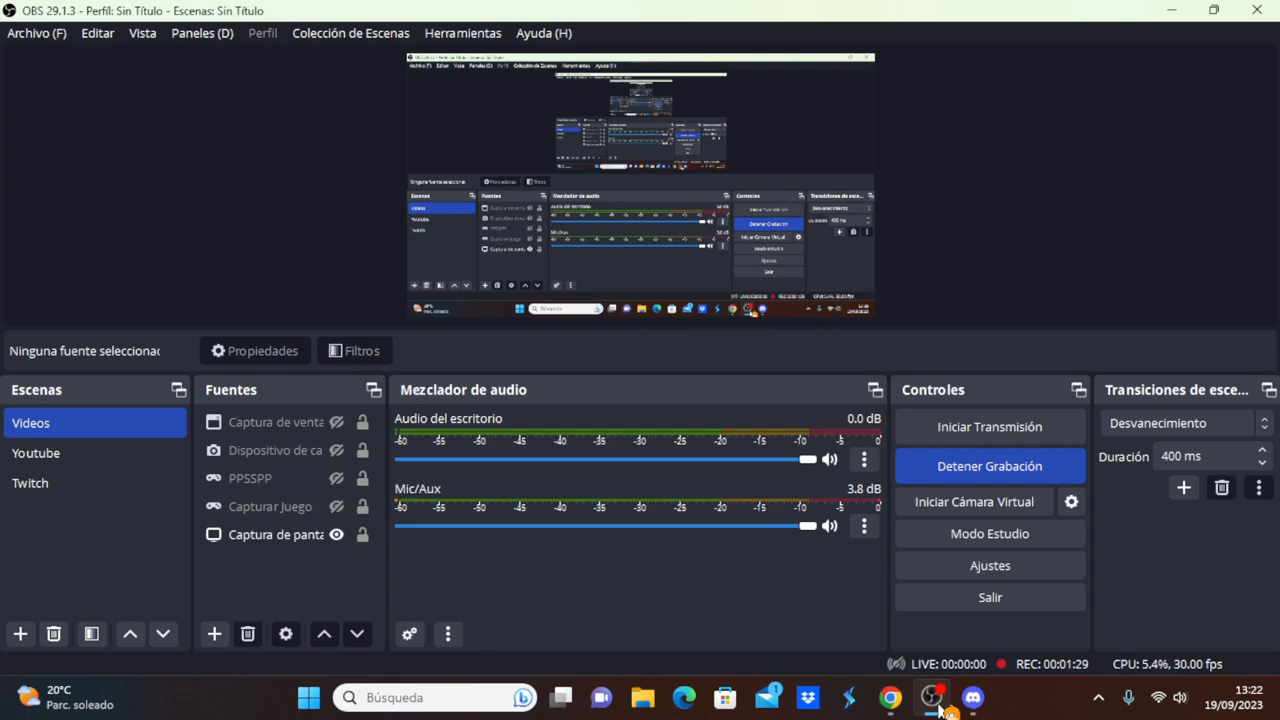 OBS 29.1.3 - Perfil: Sin Título - Escenas: Sin Título
Archivo (F) Editar Vista Paneles (D) Perfil Colección de Escenas Herramientas Ayuda (H)
Ninguna fuente seleccionac Propiedades Filtros
Escenas
Videos
Youtube
Twitch
Fuentes
Captura de venta
Dispositivo de ca
PPSSPP
Capturar Juego
Captura de panta
Mezclador de audio
Audio del escritorio 0.0 dB
-60 -55 -50 -45 -40 -35 -30 -25 -20 -15 -10 -5 0
Mic/Aux 3.8 dB
-60 -55 -50 -45 -40 -35 -30 -25 -20 -15 -10 -5 0
Controles
Iniciar Transmisión
Detener Grabación
Iniciar Cámara Virtual
Modo Estudio
Ajustes
Salir
Transiciones de esce...
Desvanecimiento
Duración 400 ms
LIVE: 00:00:00 REC: 00:01:29 CPU: 5.4%, 30.00 fps
20°C
Parc. soleado
Búsqueda
1
13:22
19/09/2023